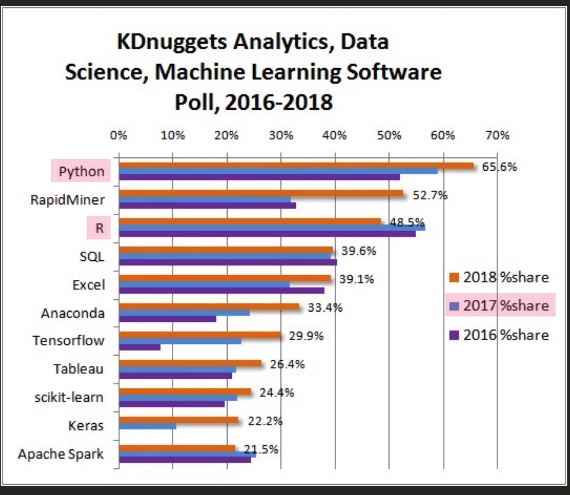 KDnuggets Analytics, Data
Science, Machine Learning Software
Poll, 2016-2018
0% 10% 20% 30% 40% 50% 60% 70%
Python 65.6%
RapidMiner 52.7%
R 48.5%
SQL 39.6%
Excel 39.1%
Anaconda 33.4%
Tensorflow 29.9%
Tableau 26.4%
scikit-learn 24.4%
Keras 22.2%
Apache Spark 21.5%
2018 %share
2017 %share
2016 %share